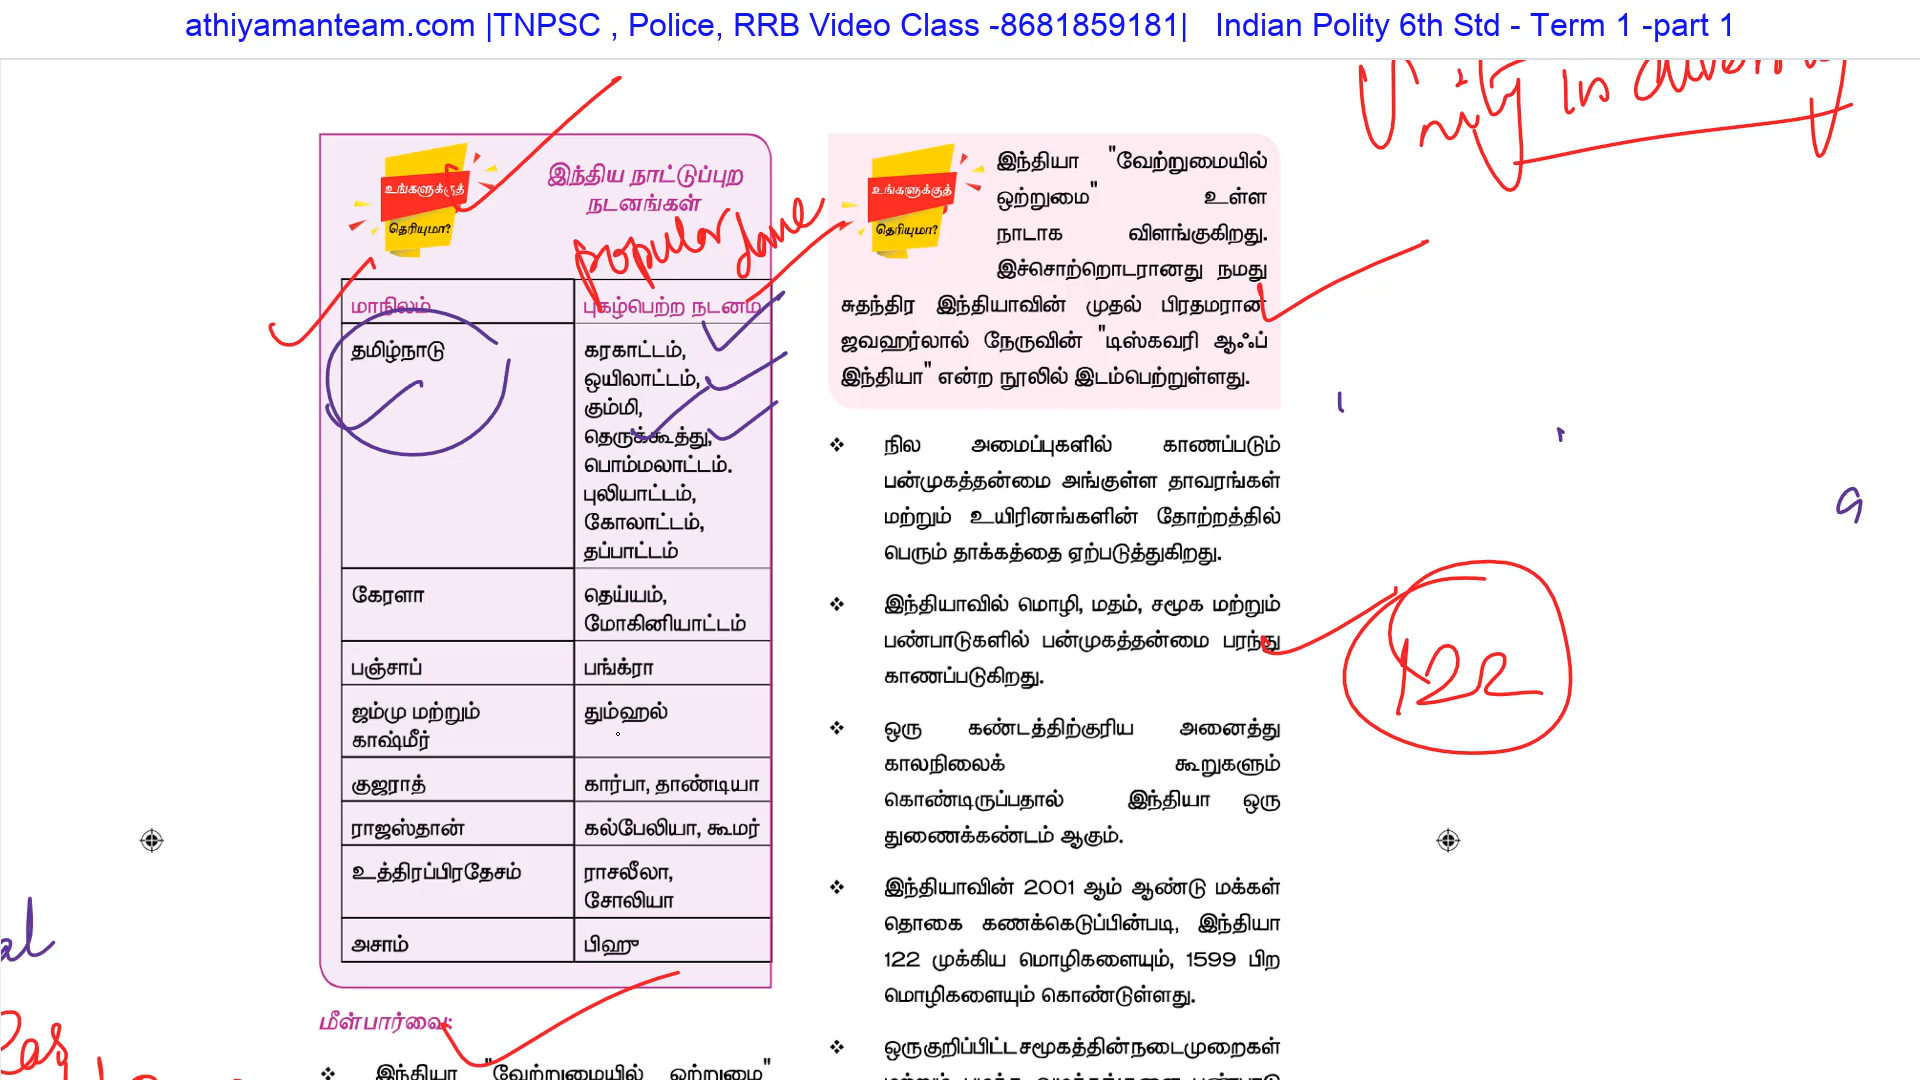 athiyamanteam.com |TNPSC , Police, RRB Video Class -8681859181|   Indian Polity 6th Std - Term 1 -part 1
Unity in diversity
உங்களுக்குத்
தெரியுமா?
இந்திய நாட்டுப்புற
நடனங்கள்
popular
மாநிலம் புகழ்பெற்ற நடனம்
தமிழ்நாடு கரகாட்டம்,
ஒயிலாட்டம்,
கும்மி,
தெருக்கூத்து,
பொம்மலாட்டம்.
புலியாட்டம்,
கோலாட்டம்,
தப்பாட்டம்
கேரளா தெய்யம்,
மோகினியாட்டம்
பஞ்சாப் பங்க்ரா
ஜம்மு மற்றும் தும்ஹல்
காஷ்மீர்
குஜராத் கார்பா, தாண்டியா
ராஜஸ்தான் கல்பேலியா, கூமர்
உத்திரப்பிரதேசம் ராசலீலா,
சோலியா
அசாம் பிஹு
மீள்பார்வை:
❖ இந்தியா "வேற்றுமையில் ஒற்றுமை"
உங்களுக்குத்
தெரியுமா?
இந்தியா "வேற்றுமையில்
ஒற்றுமை" உள்ள
நாடாக விளங்குகிறது.
இச்சொற்றொடரானது நமது
சுதந்திர இந்தியாவின் முதல் பிரதமரான
ஜவஹர்லால் நேருவின் "டிஸ்கவரி ஆஃப்
இந்தியா" என்ற நூலில் இடம்பெற்றுள்ளது.
❖ நில அமைப்புகளில் காணப்படும்
பன்முகத்தன்மை அங்குள்ள தாவரங்கள்
மற்றும் உயிரினங்களின் தோற்றத்தில்
பெரும் தாக்கத்தை ஏற்படுத்துகிறது.
❖ இந்தியாவில் மொழி, மதம், சமூக மற்றும்
பண்பாடுகளில் பன்முகத்தன்மை பரந்து
காணப்படுகிறது.
❖ ஒரு கண்டத்திற்குரிய அனைத்து
காலநிலைக் கூறுகளும்
கொண்டிருப்பதால் இந்தியா ஒரு
துணைக்கண்டம் ஆகும்.
❖ இந்தியாவின் 2001 ஆம் ஆண்டு மக்கள்
தொகை கணக்கெடுப்பின்படி, இந்தியா
122 முக்கிய மொழிகளையும், 1599 பிற
மொழிகளையும் கொண்டுள்ளது.
❖ ஒருகுறிப்பிட்டசமூகத்தின்நடைமுறைகள்
122